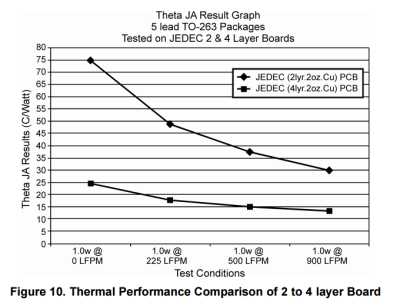 Theta JA Result Graph
5 lead TO-263 Packages
Tested on JEDEC 2 & 4 Layer Boards
Theta JA Results (C/Watt)
80
75
70
65
60
55
50
45
40
35
30
25
20
15
10
5
0
JEDEC (2lyr.2oz.Cu) PCB
JEDEC (4lyr.2oz.Cu) PCB
1.0w @ 1.0w @ 1.0w @ 1.0w @
0 LFPM 225 LFPM 500 LFPM 900 LFPM
Test Conditions
Figure 10. Thermal Performance Comparison of 2 to 4 layer Board